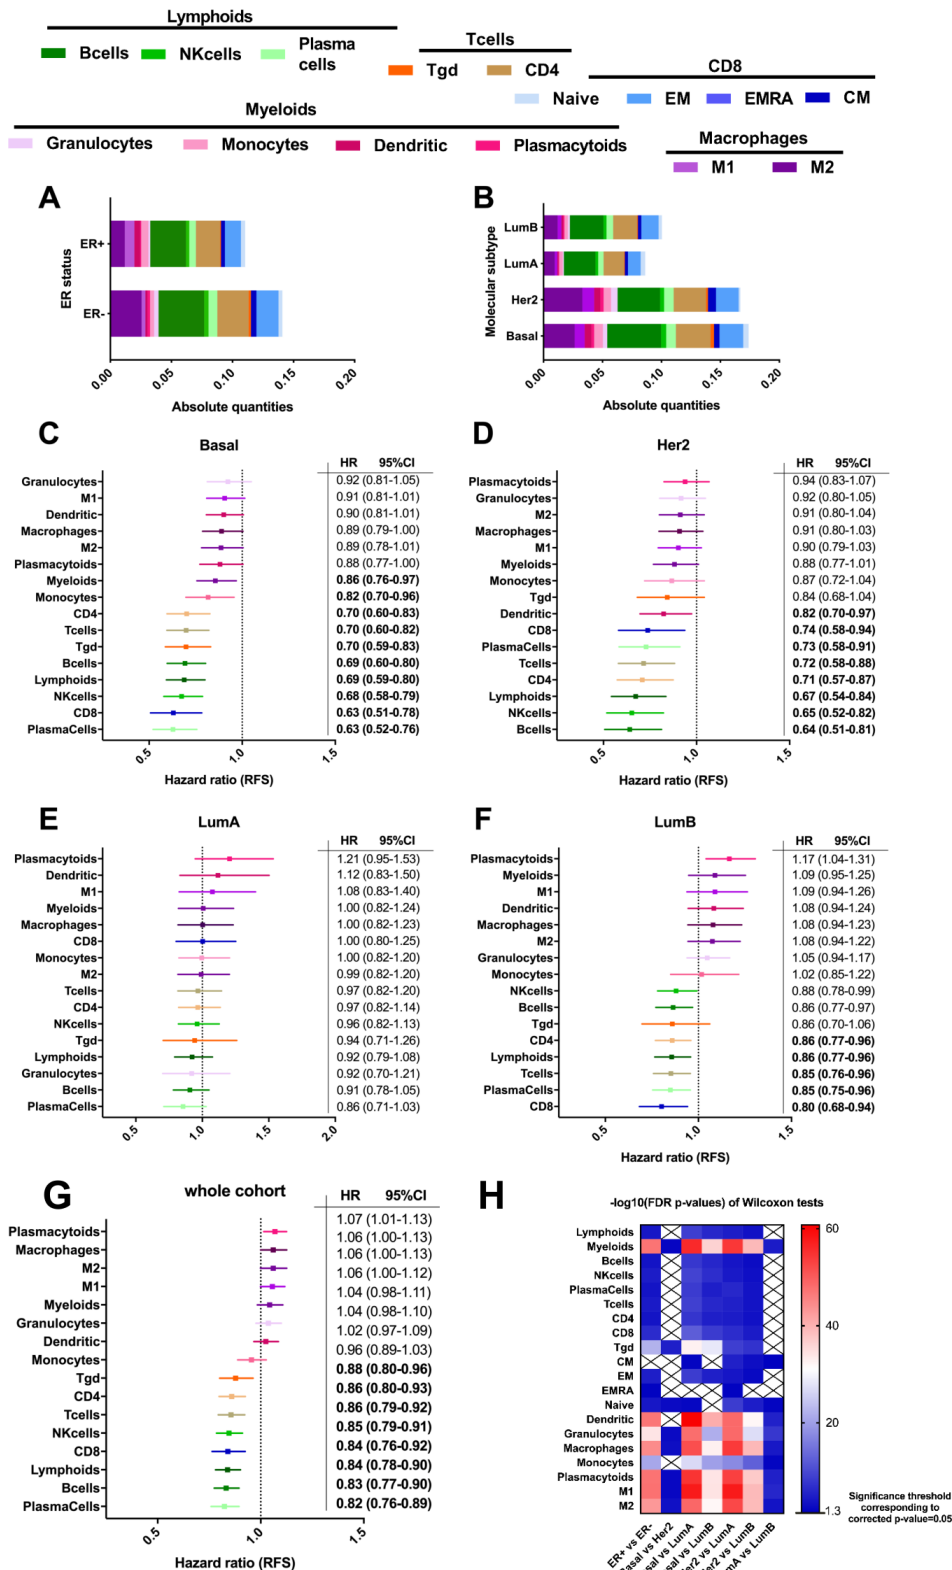 Lymphoids
Bcells NKcells Plasma cells
Tcells
Tgd CD4
CD8
Naive EM EMRA CM
Myeloids
Granulocytes Monocytes Dendritic Plasmacytoids
Macrophages
M1 M2
A
ER status
ER+
ER-
0.00 0.05 0.10 0.15 0.20
Absolute quantities
B
Molecular subtype
LumB
LumA
Her2
Basal
0.00 0.05 0.10 0.15 0.20
Absolute quantities
C
Basal
HR 95%CI
Granulocytes 0.92 (0.81-1.05)
M1 0.91 (0.81-1.01)
Dendritic 0.90 (0.81-1.01)
Macrophages 0.89 (0.79-1.00)
M2 0.89 (0.78-1.01)
Plasmacytoids 0.88 (0.77-1.00)
Myeloids 0.86 (0.76-0.97)
Monocytes 0.82 (0.70-0.96)
CD4 0.70 (0.60-0.83)
Tcells 0.70 (0.60-0.82)
Tgd 0.70 (0.59-0.83)
Bcells 0.69 (0.60-0.80)
Lymphoids 0.69 (0.59-0.80)
NKcells 0.68 (0.58-0.79)
CD8 0.63 (0.51-0.78)
PlasmaCells 0.63 (0.52-0.76)
0.5 1.0 1.5
Hazard ratio (RFS)
D
Her2
HR 95%CI
Plasmacytoids 0.94 (0.83-1.07)
Granulocytes 0.92 (0.80-1.05)
M2 0.91 (0.80-1.04)
Macrophages 0.91 (0.80-1.03)
M1 0.90 (0.79-1.03)
Myeloids 0.88 (0.77-1.01)
Monocytes 0.87 (0.72-1.04)
Tgd 0.84 (0.68-1.04)
Dendritic 0.82 (0.70-0.97)
CD8 0.74 (0.58-0.94)
PlasmaCells 0.73 (0.58-0.91)
Tcells 0.72 (0.58-0.88)
CD4 0.71 (0.57-0.87)
Lymphoids 0.67 (0.54-0.84)
NKcells 0.65 (0.52-0.82)
Bcells 0.64 (0.51-0.81)
0.5 1.0 1.5
Hazard ratio (RFS)
E
LumA
HR 95%CI
Plasmacytoids 1.21 (0.95-1.53)
Dendritic 1.12 (0.83-1.50)
M1 1.08 (0.83-1.40)
Myeloids 1.00 (0.82-1.24)
Macrophages 1.00 (0.82-1.23)
CD8 1.00 (0.80-1.25)
Monocytes 1.00 (0.82-1.20)
M2 0.99 (0.82-1.20)
Tcells 0.97 (0.82-1.20)
CD4 0.97 (0.82-1.14)
NKcells 0.96 (0.82-1.13)
Tgd 0.94 (0.71-1.26)
Lymphoids 0.92 (0.79-1.08)
Granulocytes 0.92 (0.70-1.21)
Bcells 0.91 (0.78-1.05)
PlasmaCells 0.86 (0.71-1.03)
0.5 1.0 1.5 2.0
Hazard ratio (RFS)
F
LumB
HR 95%CI
Plasmacytoids 1.17 (1.04-1.31)
Myeloids 1.09 (0.95-1.25)
M1 1.09 (0.94-1.26)
Dendritic 1.08 (0.94-1.24)
Macrophages 1.08 (0.94-1.23)
M2 1.08 (0.94-1.22)
Granulocytes 1.05 (0.94-1.17)
Monocytes 1.02 (0.85-1.22)
NKcells 0.88 (0.78-0.99)
Bcells 0.86 (0.77-0.97)
Tgd 0.86 (0.70-1.06)
CD4 0.86 (0.77-0.96)
Lymphoids 0.86 (0.77-0.96)
Tcells 0.85 (0.76-0.96)
PlasmaCells 0.85 (0.75-0.96)
CD8 0.80 (0.68-0.94)
0.5 1.0 1.5
Hazard ratio (RFS)
G
whole cohort
HR 95%CI
Plasmacytoids 1.07 (1.01-1.13)
Macrophages 1.06 (1.00-1.13)
M2 1.06 (1.00-1.13)
M1 1.06 (1.00-1.12)
Myeloids 1.04 (0.98-1.11)
Granulocytes 1.04 (0.98-1.10)
Dendritic 1.02 (0.97-1.09)
Monocytes 0.96 (0.89-1.03)
Tgd 0.88 (0.80-0.96)
CD4 0.86 (0.80-0.93)
Tcells 0.86 (0.79-0.92)
NKcells 0.85 (0.79-0.91)
CD8 0.84 (0.76-0.92)
Lymphoids 0.84 (0.78-0.90)
Bcells 0.83 (0.77-0.90)
PlasmaCells 0.82 (0.76-0.89)
0.5 1.0 1.5
Hazard ratio (RFS)
H
-log10(FDR p-values) of Wilcoxon tests
Lymphoids
Myeloids
Bcells
NKcells
PlasmaCells
Tcells
CD4
CD8
Tgd
CM
EM
EMRA
Naive
Dendritic
Granulocytes
Macrophages
Monocytes
Plasmacytoids
M1
M2
60
40
20
1.3
Significance threshold
corresponding to
corrected p-value=0.05
ER+ vs ER-
Basal vs Her2
sal vs LumA
sal vs LumB
Her2 vs LumA
er2 vs LumB
mA vs LumB